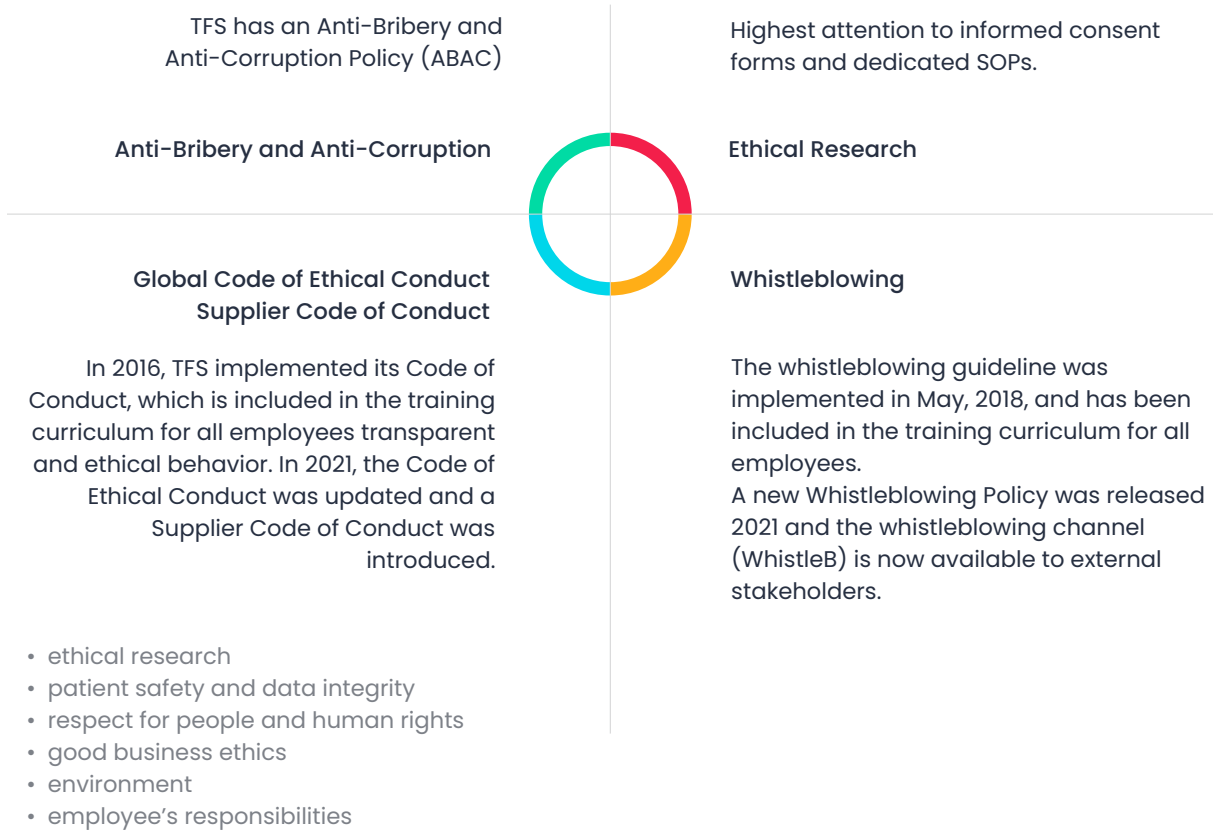 TFS has an Anti-Bribery and
Anti-Corruption Policy (ABAC)
Anti-Bribery and Anti-Corruption
Highest attention to informed consent
forms and dedicated SOPs.
Ethical Research
Global Code of Ethical Conduct
Supplier Code of Conduct
In 2016, TFS implemented its Code of
Conduct, which is included in the training
curriculum for all employees transparent
and ethical behavior. In 2021, the Code of
Ethical Conduct was updated and a
Supplier Code of Conduct was
introduced.
• ethical research
• patient safety and data integrity
• respect for people and human rights
• good business ethics
• environment
• employee’s responsibilities
Whistleblowing
The whistleblowing guideline was
implemented in May, 2018, and has been
included in the training curriculum for all
employees.
A new Whistleblowing Policy was released
2021 and the whistleblowing channel
(WhistleB) is now available to external
stakeholders.